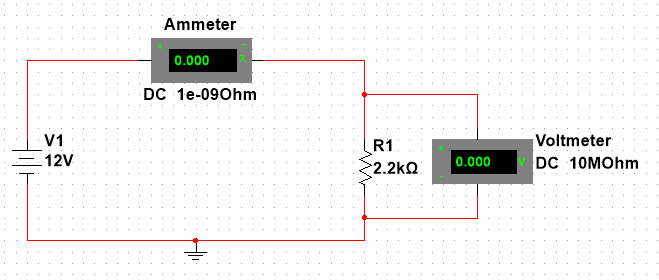 Ammeter
+ -
0.000 A
DC 1e-09Ohm
V1
12V
R1
2.2kΩ
Voltmeter
DC 10MOhm
+
0.000 V
-